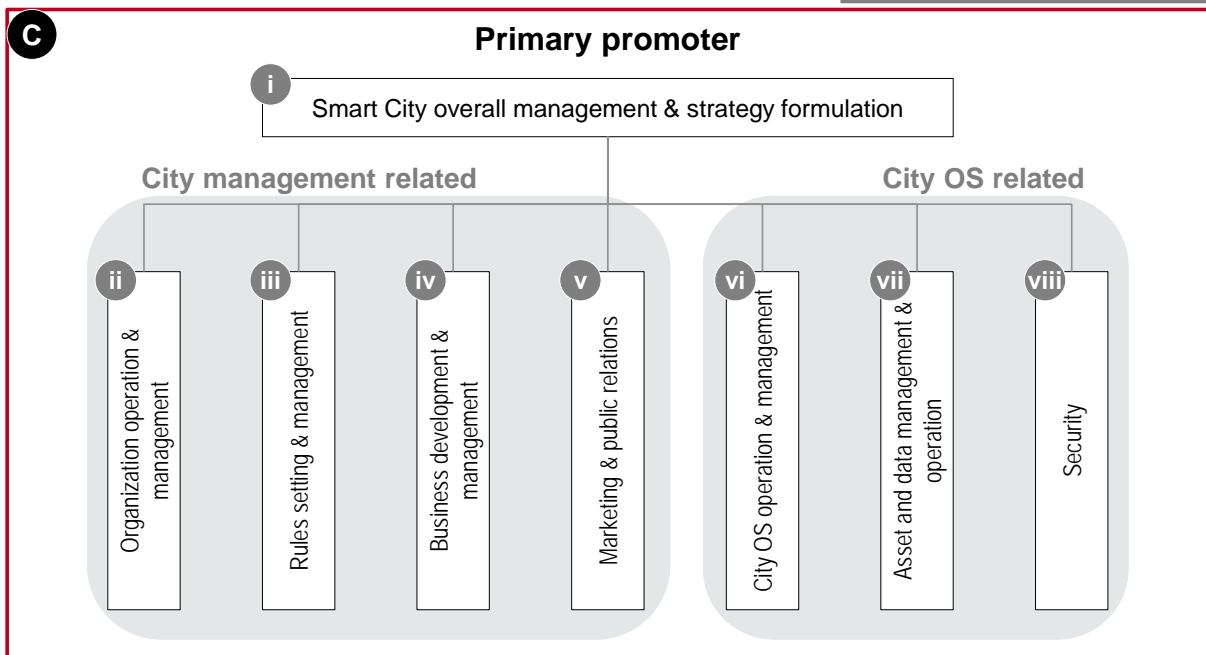 C
Primary promoter
i
Smart City overall management & strategy formulation
City management related
City OS related
ii
Organization operation &
management
iii
Rules setting & management
iv
Business development &
management
v
Marketing & public relations
vi
City OS operation & management
vii
Asset and data management &
operation
viii
Security